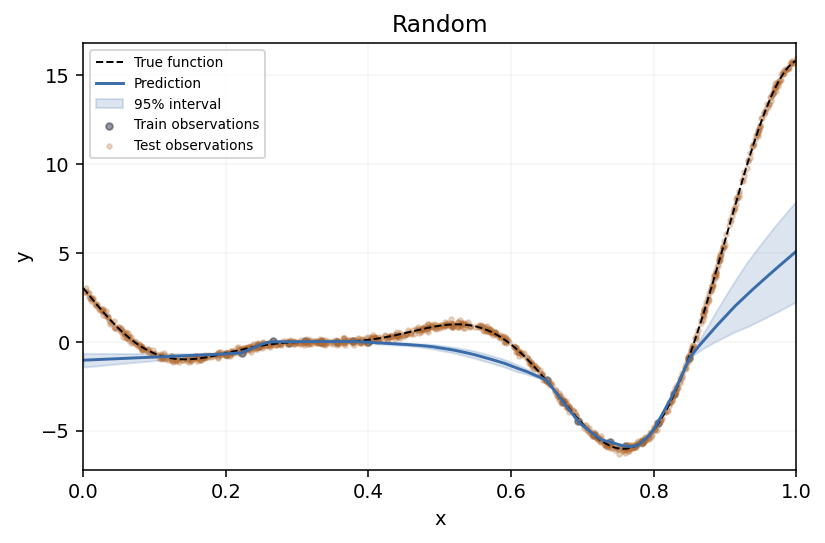 Random
True function
Prediction
95% interval
Train observations
Test observations
15
10
5
0
−5
y
0.0 0.2 0.4 0.6 0.8 1.0
x